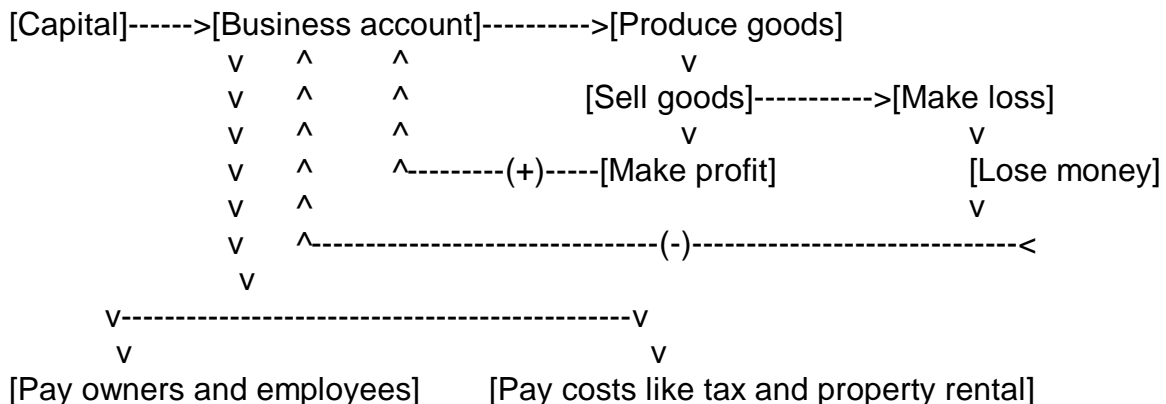 [Capital]------>[Business account]---------->[Produce goods]
v ^ ^ v
v ^ ^ [Sell goods]----------->[Make loss]
v ^ ^ v v
v ^ ^---------(+)-----[Make profit] [Lose money]
v ^ v
v ^--------------------------------(-)------------------------------<
v
v-----------------------------------------------v
v v
[Pay owners and employees] [Pay costs like tax and property rental]